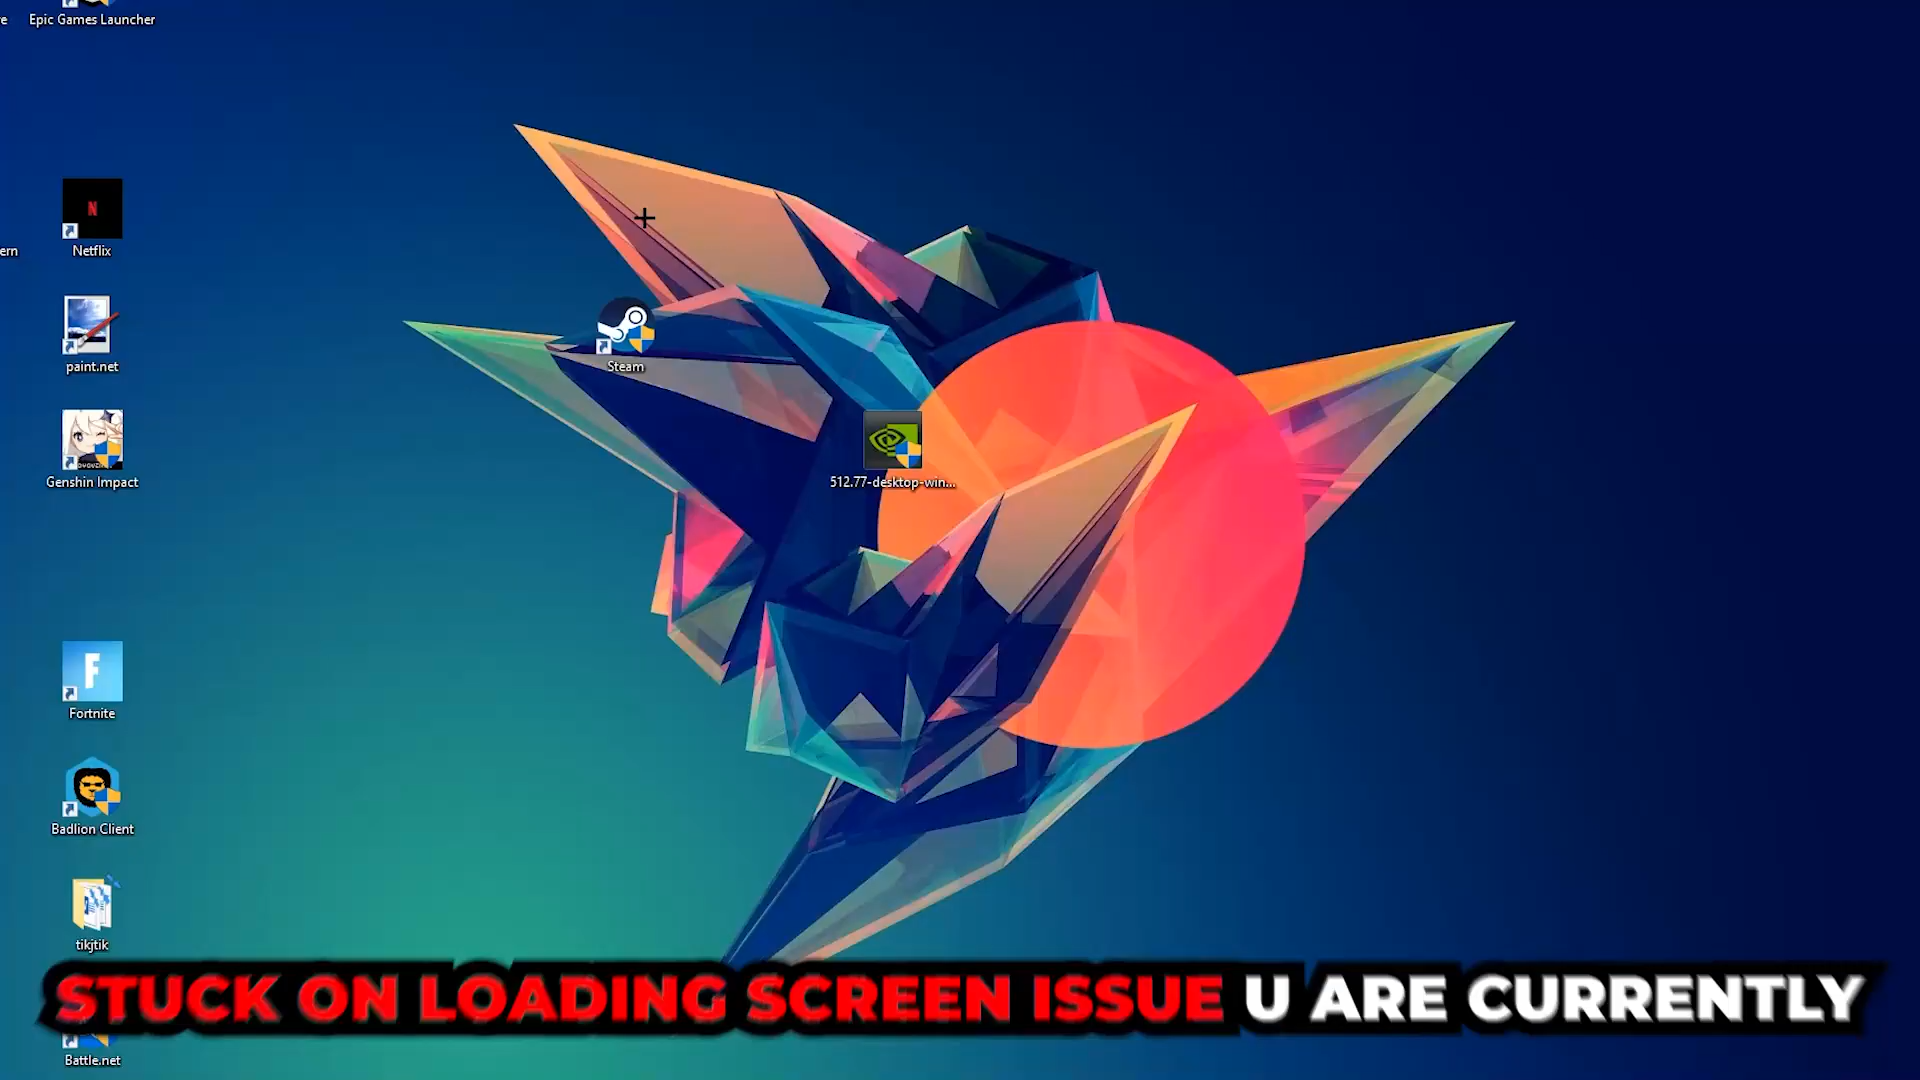 Epic Games Launcher
Netflix
ern
paint.net
Steam
Genshin Impact
512.77-desktop-win...
Fortnite
Badlion Client
tikjtik
STUCK ON LOADING SCREEN ISSUE U ARE CURRENTLY
Battle.net